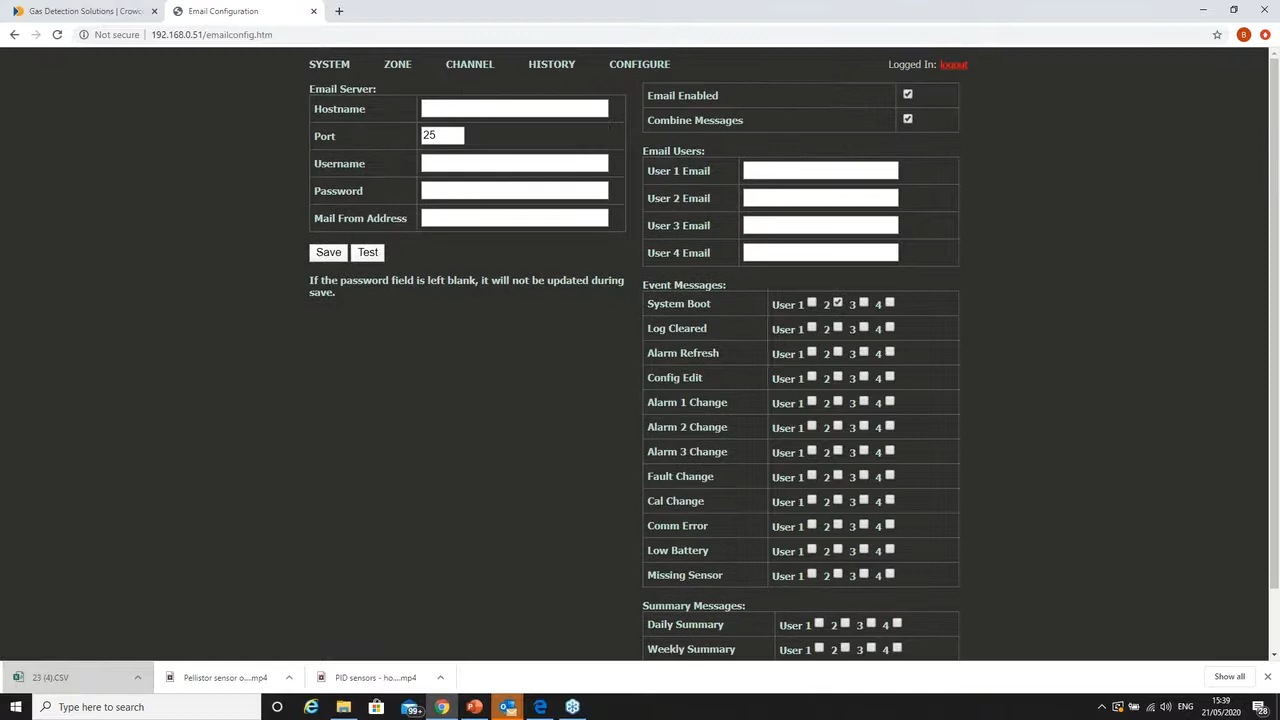 Gas Detection Solutions | Crowc
Email Configuration
Not secure
192.168.0.51/emailconfig.htm
B
SYSTEM ZONE CHANNEL HISTORY CONFIGURE Logged In: logout
Email Server:
Hostname
Port 25
Username
Password
Mail From Address
Save Test
If the password field is left blank, it will not be updated during
save.
Email Enabled
Combine Messages
Email Users:
User 1 Email
User 2 Email
User 3 Email
User 4 Email
Event Messages:
System Boot User 1 2 3 4
Log Cleared User 1 2 3 4
Alarm Refresh User 1 2 3 4
Config Edit User 1 2 3 4
Alarm 1 Change User 1 2 3 4
Alarm 2 Change User 1 2 3 4
Alarm 3 Change User 1 2 3 4
Fault Change User 1 2 3 4
Cal Change User 1 2 3 4
Comm Error User 1 2 3 4
Low Battery User 1 2 3 4
Missing Sensor User 1 2 3 4
Summary Messages:
Daily Summary User 1 2 3 4
Weekly Summary User 1 2 3 4
23 (4).CSV
Pellistor sensor o....mp4
PID sensors - ho....mp4
Show all
Type here to search
99+
ENG
15:39
21/05/2020
28